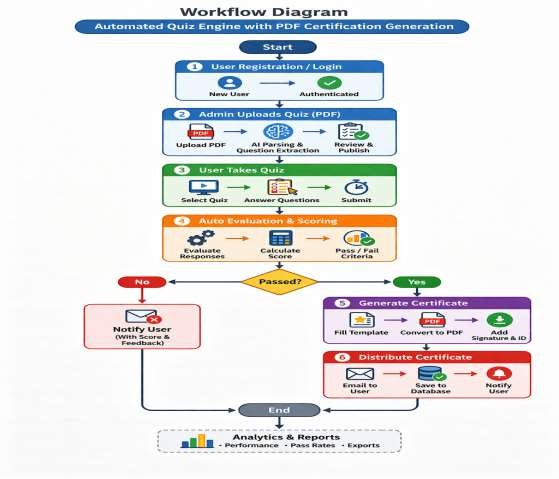 Workflow Diagram
Automated Quiz Engine with PDF Certification Generation
Start
1 User Registration / Login
New User
Authenticated
2 Admin Uploads Quiz (PDF)
PDF
Upload PDF
AI Parsing &
Question Extraction
Review &
Publish
3 User Takes Quiz
Select Quiz
Answer Questions
Submit
4 Auto Evaluation & Scoring
Evaluate
Responses
Calculate
Score
Pass / Fail
Criteria
Passed?
No
Yes
Notify User
(With Score &
Feedback)
5 Generate Certificate
Fill Template
PDF
Convert to PDF
Add
Signature & ID
6 Distribute Certificate
Email to
User
Save to
Database
Notify
User
End
Analytics & Reports
• Performance • Pass Rates • Exports